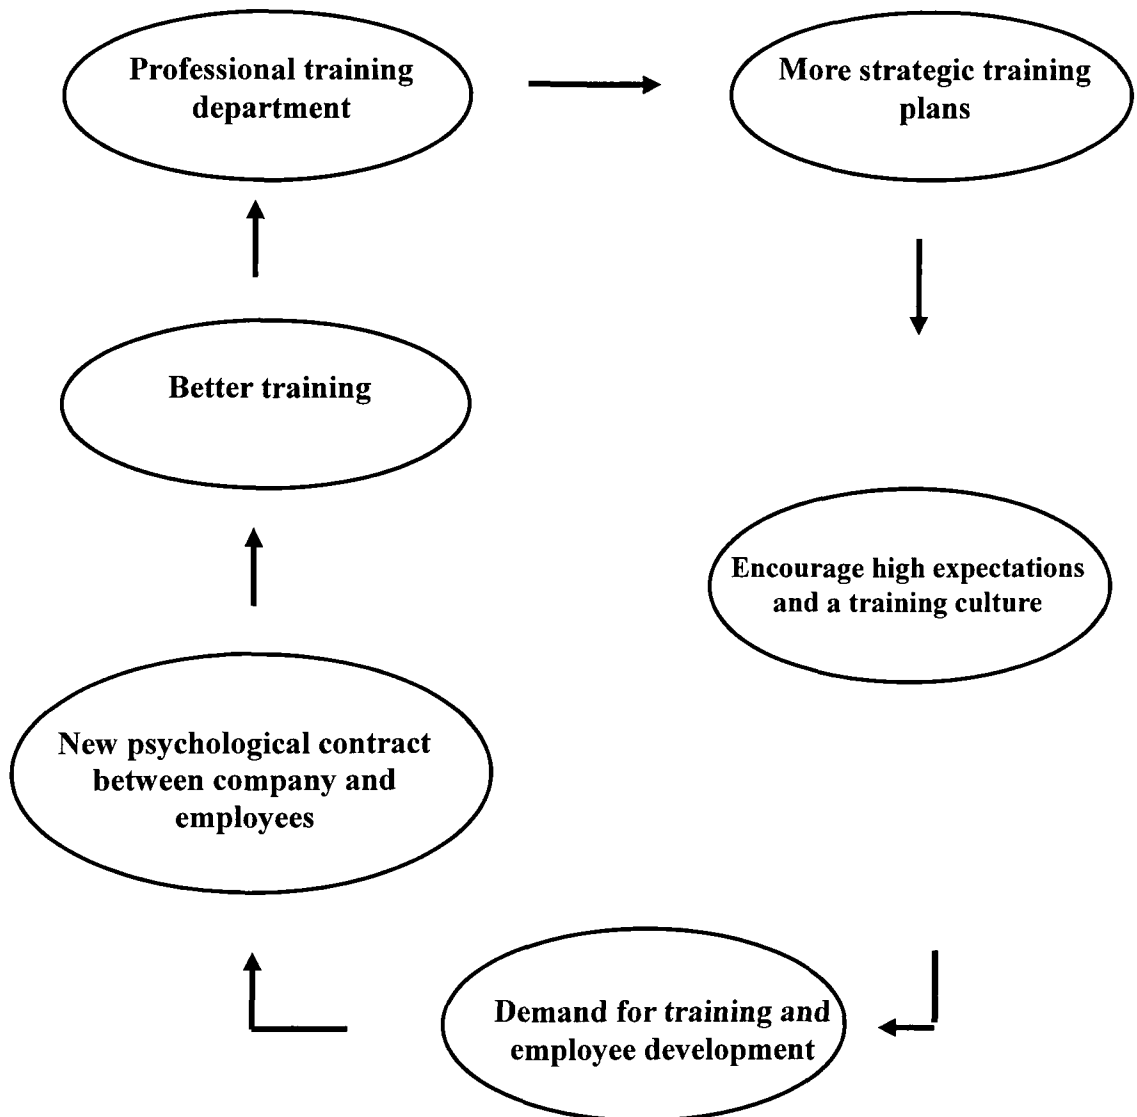 Professional training
department
More strategic training
plans
Better training
Encourage high expectations
and a training culture
New psychological contract
between company and
employees
Demand for training and
employee development